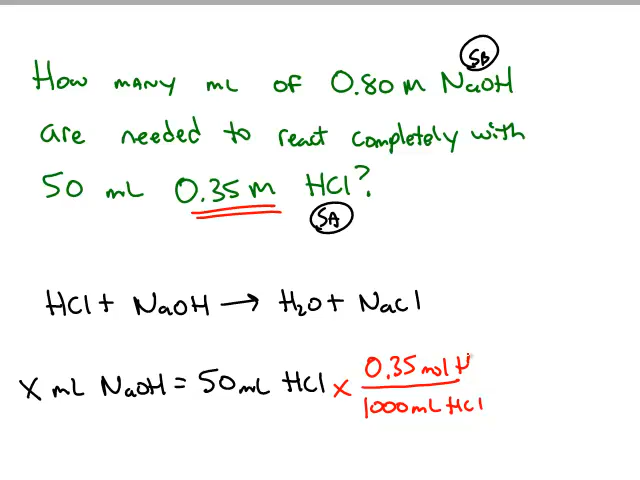 SB
How many mL of 0.80 M NaOH
are needed to react completely with
50 mL 0.35 M HCl?
SA
HCl + NaOH → H₂O + NaCl
X mL NaOH = 50 mL HCl x 0.35 mol H
1000 mL HCl